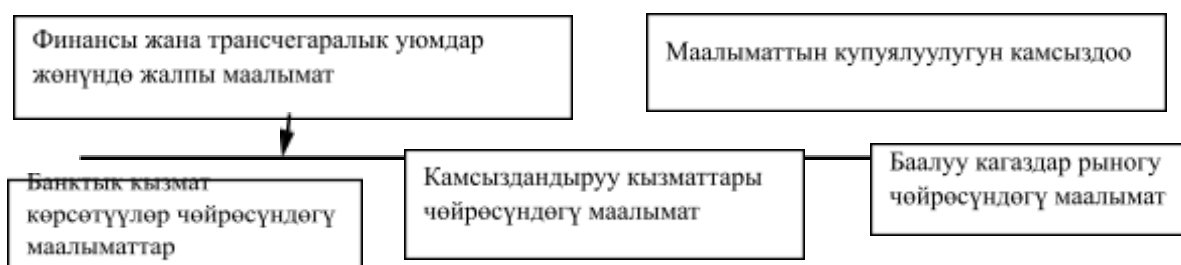 Финансы жана трансчегаралык уюмдар
жөнүндө жалпы маалымат
Маалыматтын купуялуулугун камсыздоо
Банктык кызмат
көрсөтүүлөр чөйрөсүндөгү
маалыматтар
Камсыздандыруу кызматтары
чөйрөсүндөгү маалымат
Баалуу кагаздар рыногу
чөйрөсүндөгү маалымат